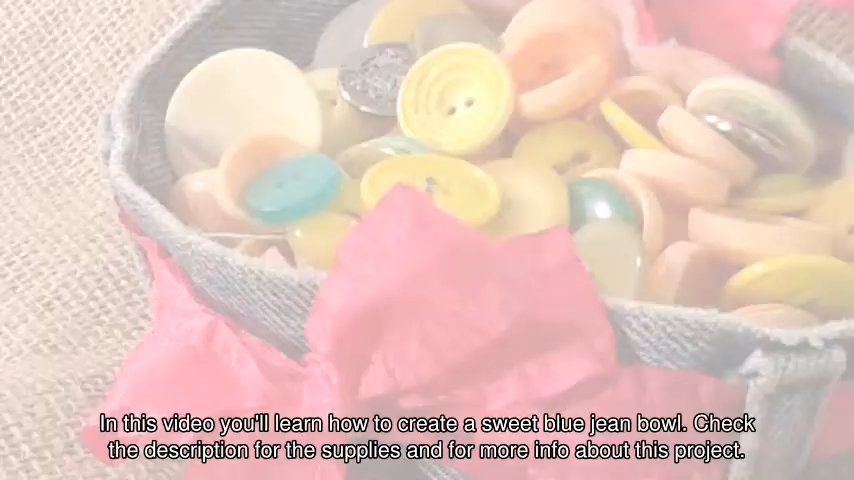 In this video you'll learn how to create a sweet blue jean bowl. Check
the description for the supplies and for more info about this project.